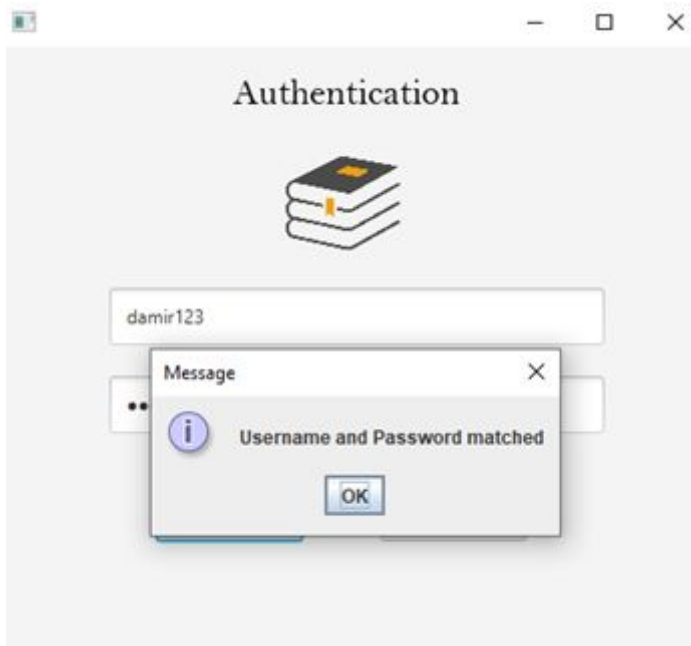 Authentication
damir123
Message
Username and Password matched
OK